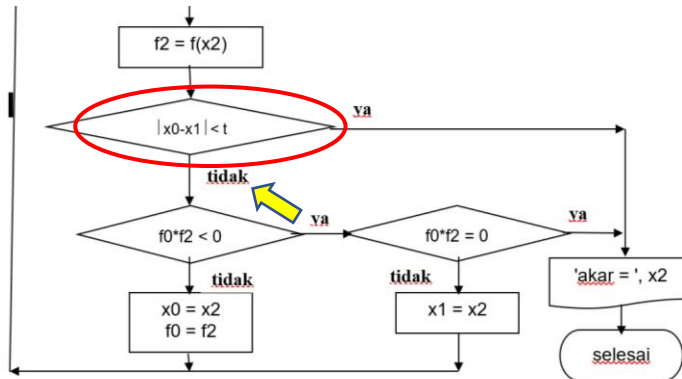 f2 = f(x2)
ya
|x0-x1| < t
tidak
ya
ya
f0*f2 < 0
f0*f2 = 0
tidak
tidak
'akar = ', x2
x0 = x2
f0 = f2
x1 = x2
selesai